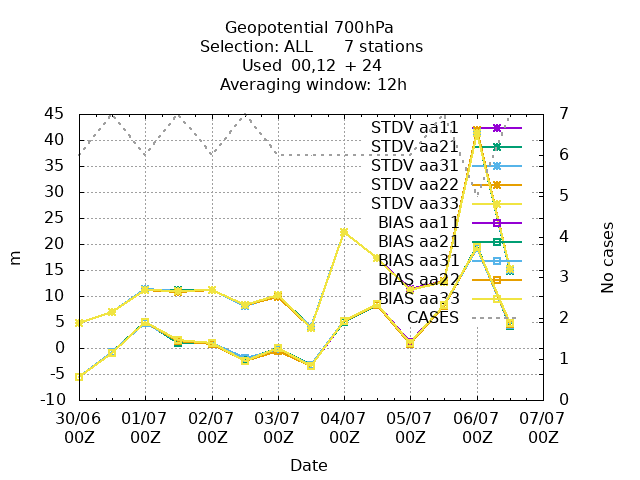 Geopotential 700hPa
Selection: ALL 7 stations
Used 00,12 + 24
Averaging window: 12h
45
40
35
30
25
20
15
10
5
0
-5
-10
m
7
6
5
4
3
2
1
0
No cases
STDV aa11
STDV aa21
STDV aa31
STDV aa22
STDV aa33
BIAS aa11
BIAS aa21
BIAS aa31
BIAS aa22
BIAS aa33
CASES
30/06 01/07 02/07 03/07 04/07 05/07 06/07 07/07
00Z 00Z 00Z 00Z 00Z 00Z 00Z 00Z
Date